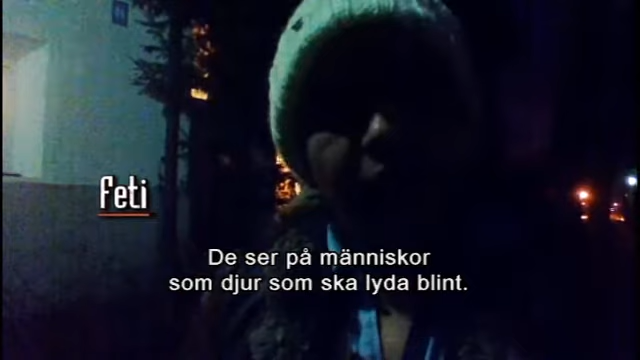 Feti
De ser på människor
som djur som ska lyda blint.